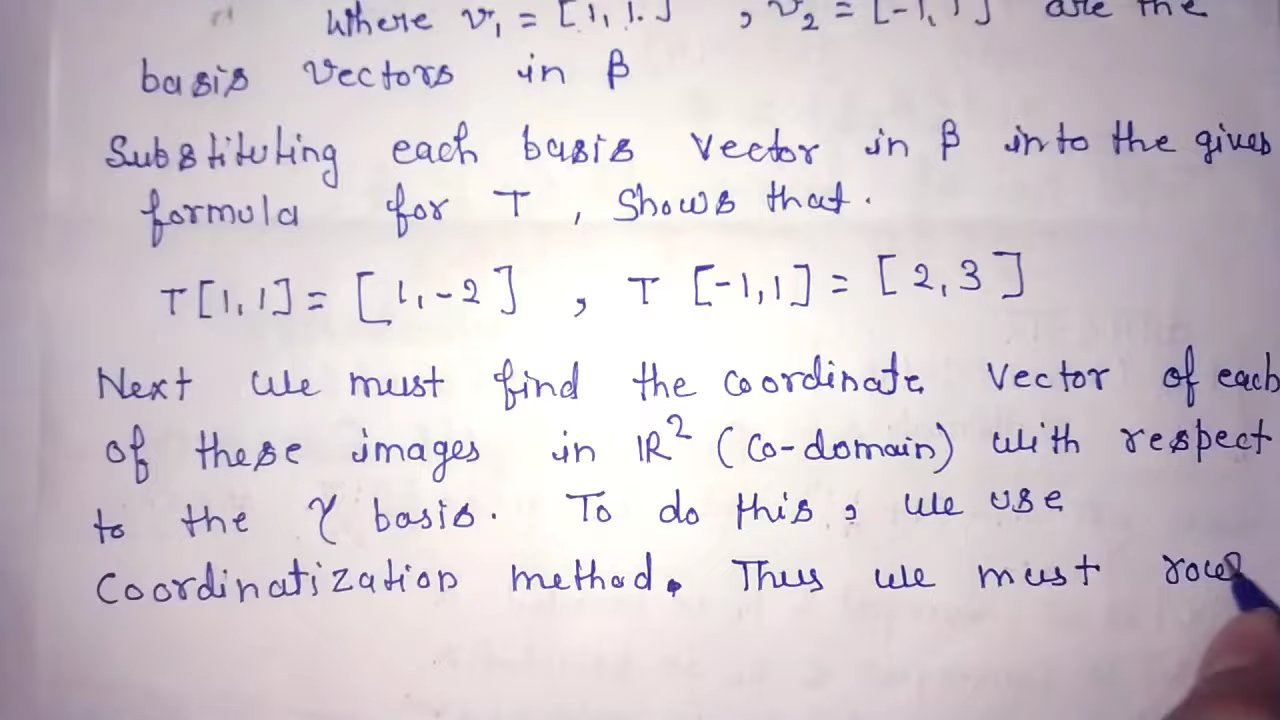 where v₁ = [1, 1.] , v₂ = [-1, 1] are the
basis vectors in β
Substituting each basis vector in β into the given
formula for T , shows that.
T[1,1] = [1,-2] , T [-1,1] = [2,3]
Next we must find the coordinate vector of each
of these images in ℝ² (Co-domain) with respect
to the γ basis. To do this, we use
Coordinatization method. Thus we must row